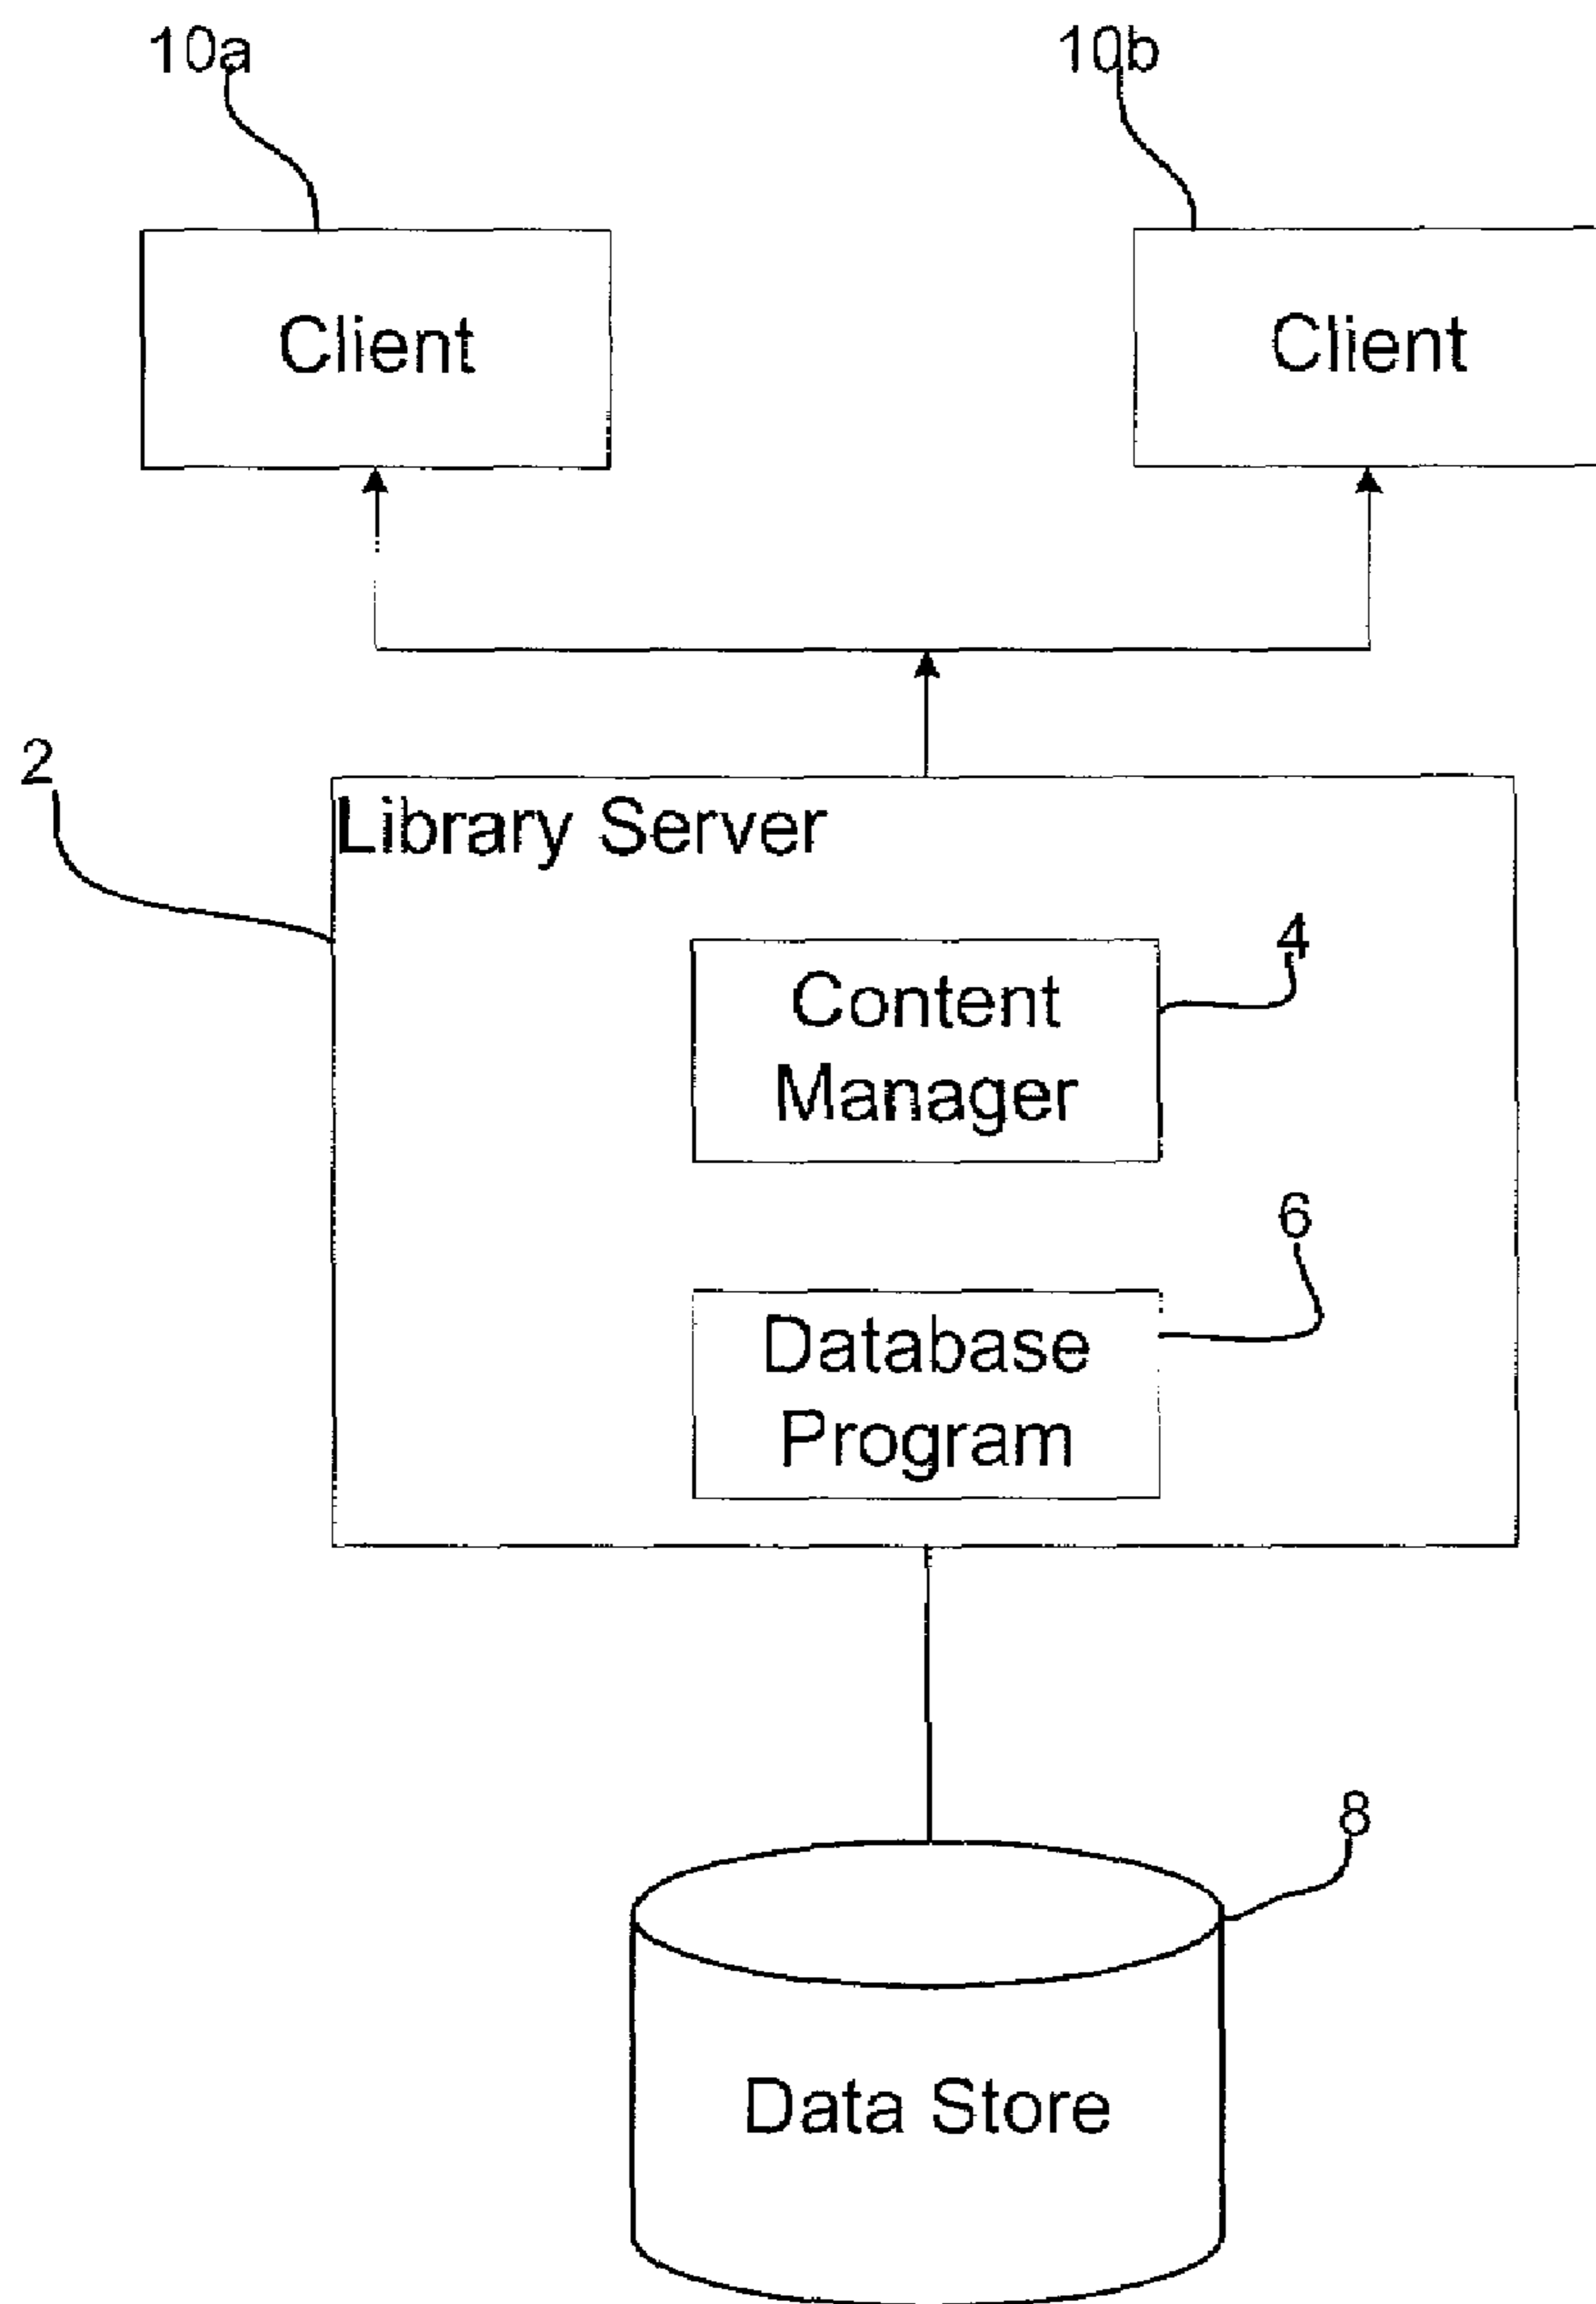 10a
10b
Client
Client
2
Library Server
4
Content
Manager
6
Database
Program
8
Data Store